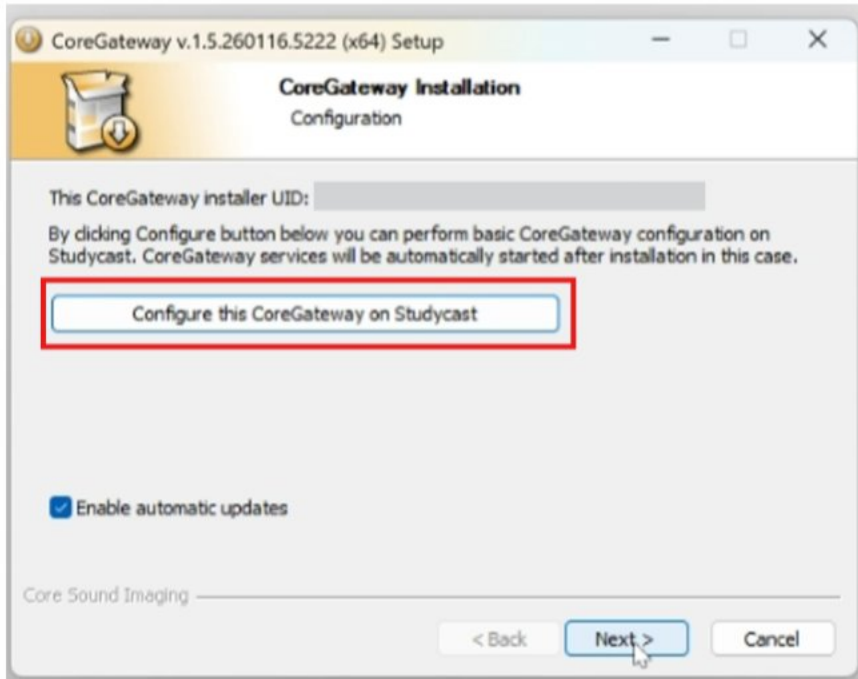 CoreGateway v.1.5.260116.5222 (x64) Setup
CoreGateway Installation
Configuration
This CoreGateway installer UID:
By clicking Configure button below you can perform basic CoreGateway configuration on
Studycast. CoreGateway services will be automatically started after installation in this case.
Configure this CoreGateway on Studycast
Enable automatic updates
Core Sound Imaging
< Back
Next >
Cancel